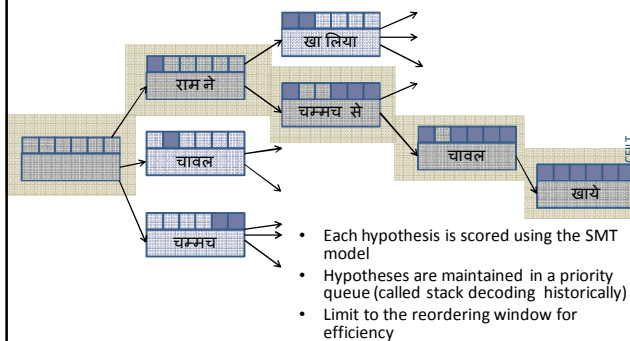 खा लिया
राम ने
चम्मच से
चावल
चावल
खाये
चम्मच
• Each hypothesis is scored using the SMT
model
• Hypotheses are maintained in a priority
queue (called stack decoding historically)
• Limit to the reordering window for
efficiency